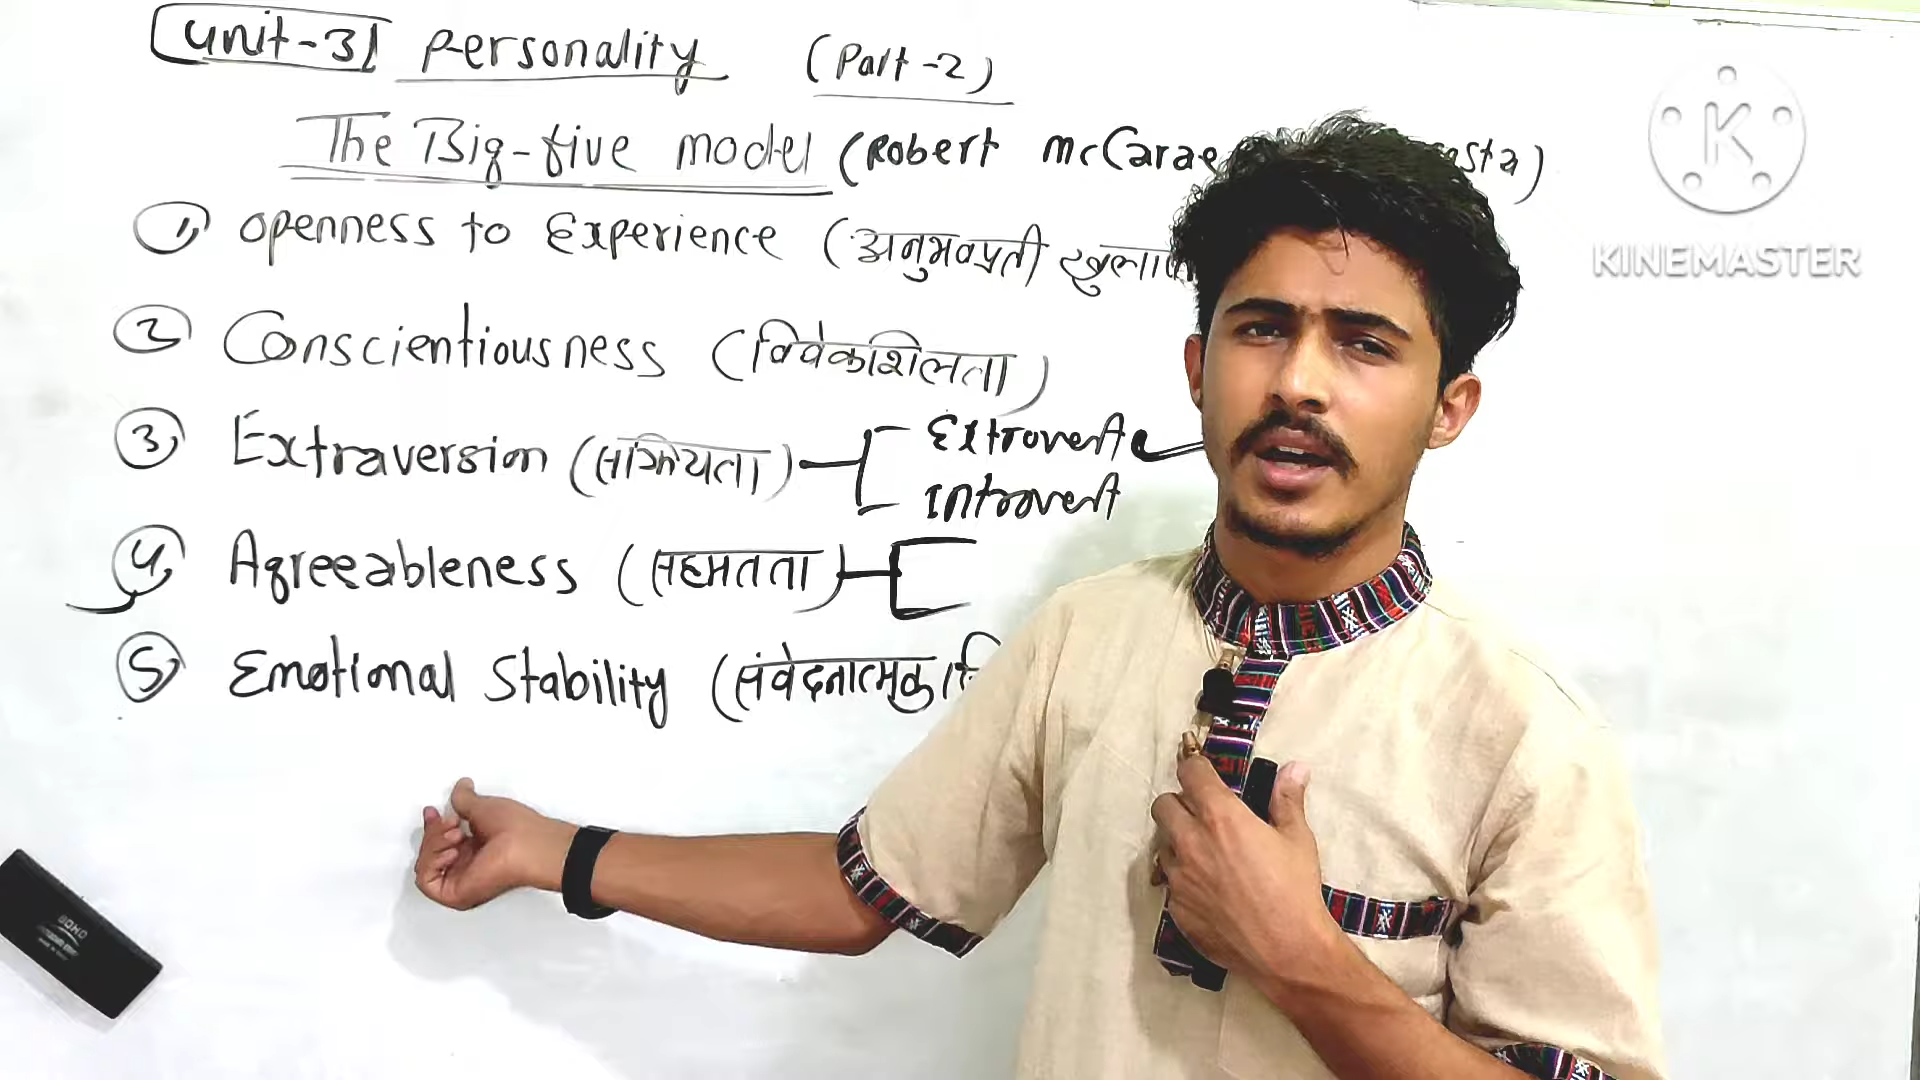 Unit-3 Personality (Part-2)
The Big-five model (Robert McCarae
1) Openness to Experience (अनुभवप्रती
2) Conscientiousness (विवेकशिलता)
3) Extraversion (सक्रियता) Extrovert
Introvert
4) Agreeableness (सहमतता)
5) Emotional Stability (संवेदनात्मक
KINEMASTER